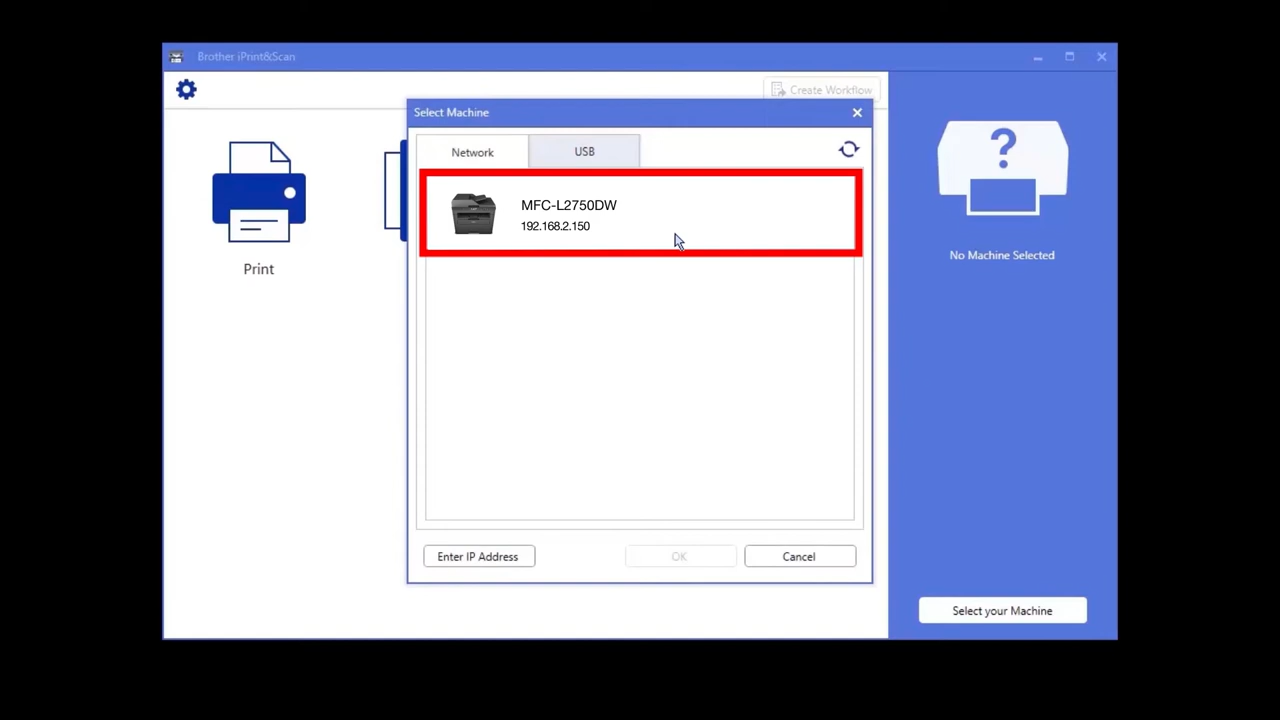 Brother iPrint&Scan
Create Workflow
Select Machine
Network
USB
MFC-L2750DW
192.168.2.150
?
Print
No Machine Selected
Enter IP Address
OK
Cancel
Select your Machine